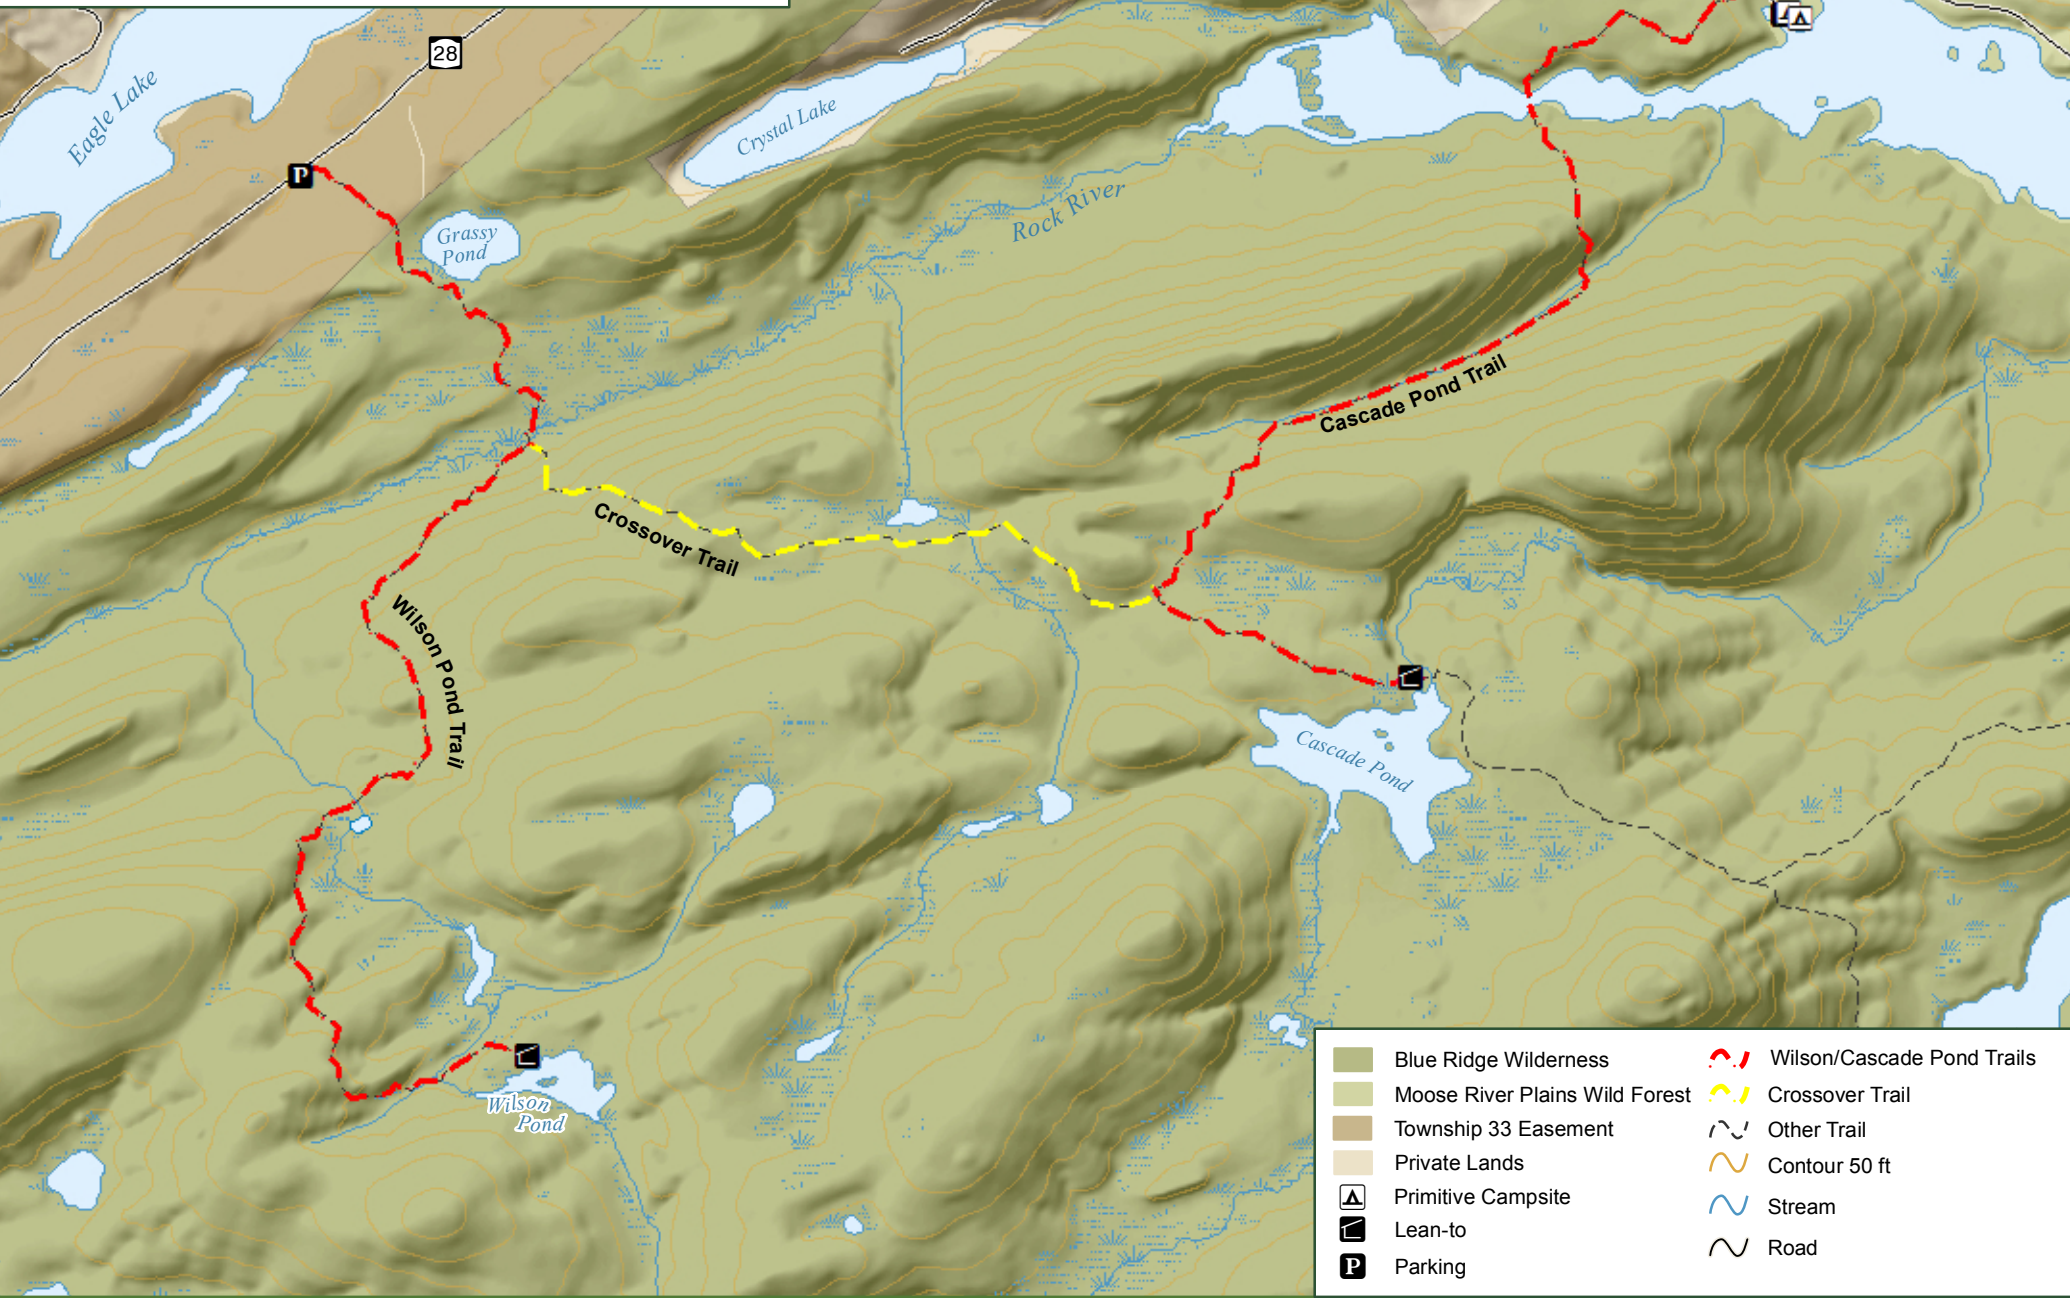 28
Eagle Lake
P
Crystal Lake
Grassy
Pond
Rock River
Cascade Pond Trail
Crossover Trail
Wilson Pond Trail
Cascade Pond
Wilson
Pond
Blue Ridge Wilderness
Moose River Plains Wild Forest
Township 33 Easement
Private Lands
Primitive Campsite
Lean-to
P Parking
Wilson/Cascade Pond Trails
Crossover Trail
Other Trail
Contour 50 ft
Stream
Road